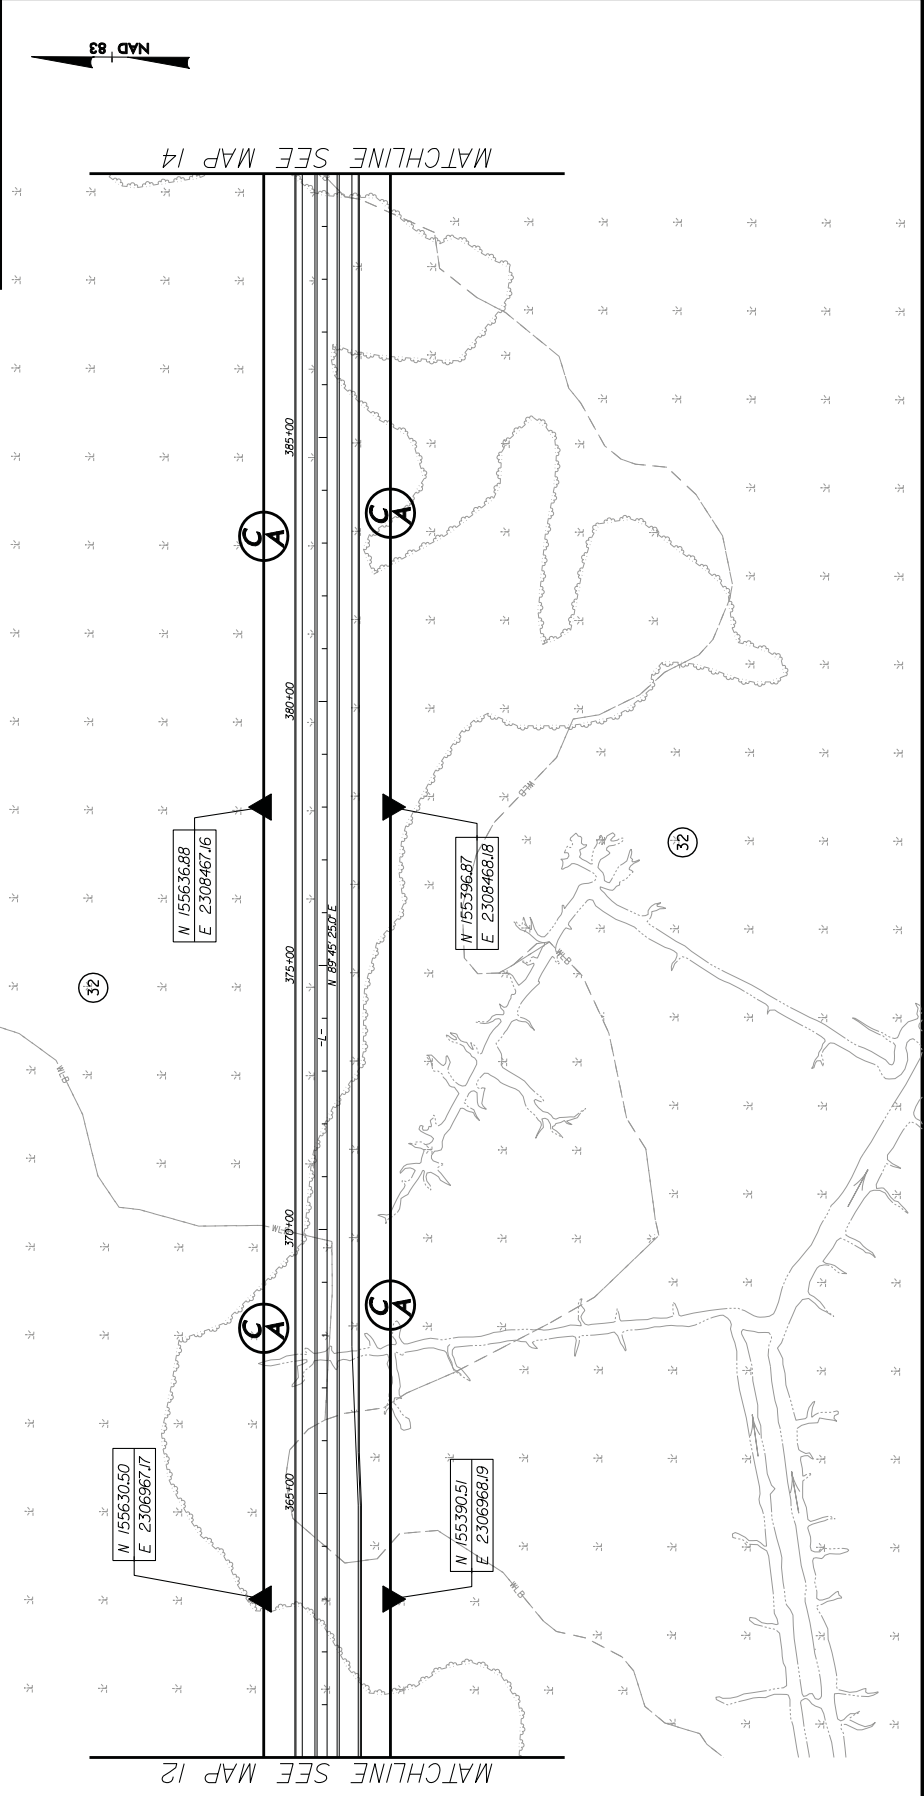 NAD 83
MATCHLINE SEE MAP 14
385+00
C
A
C
A
380+00
N 155636.88
E 2308467.16
N 155396.87
E 2308468.18
WLB
32
375+00
N 89° 45' 25.0" E
-L-
32
WLB
WLB
370+00
WLB
C
A
C
A
365+00
N 155630.50
E 2306967.17
N 155390.51
E 2306968.19
WLB
MATCHLINE SEE MAP 12